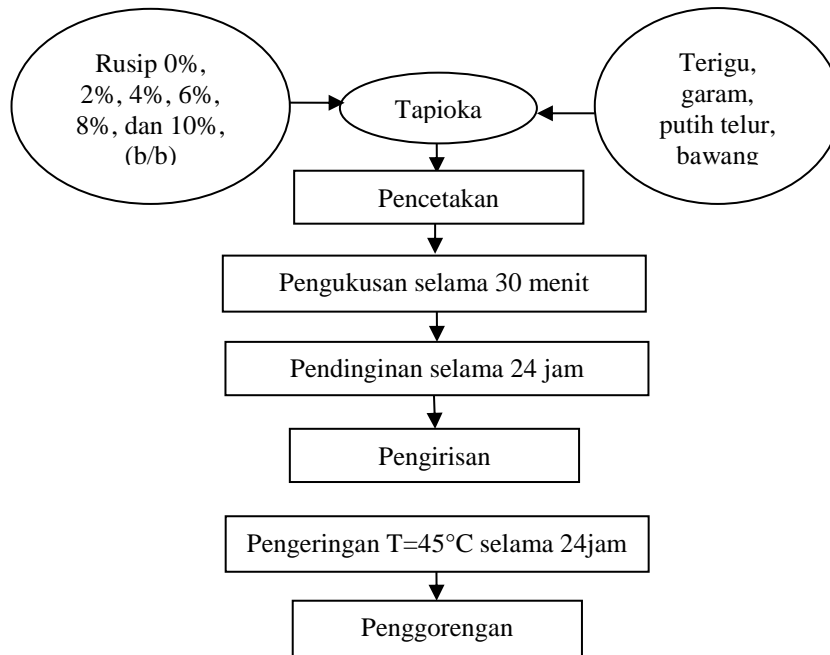 Rusip 0%,
2%, 4%, 6%,
8%, dan 10%,
(b/b)
Tapioka
Terigu,
garam,
putih telur,
bawang
Pencetakan
Pengukusan selama 30 menit
Pendinginan selama 24 jam
Pengirisan
Pengeringan T=45°C selama 24jam
Penggorengan